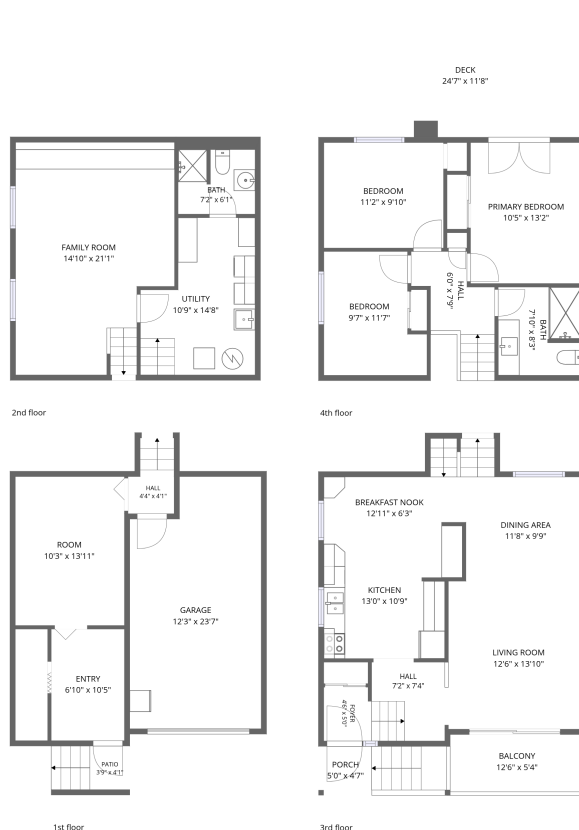 DECK
24'7" x 11'8"
BATH
7'2" x 6'1"
FAMILY ROOM
14'10" x 21'1"
UTILITY
10'9" x 14'8"
2nd floor
BEDROOM
11'2" x 9'10"
PRIMARY BEDROOM
10'5" x 13'2"
HALL
6'0" x 7'9"
BEDROOM
9'7" x 11'7"
BATH
7'10" x 8'3"
4th floor
HALL
4'4" x 4'1"
ROOM
10'3" x 13'11"
GARAGE
12'3" x 23'7"
ENTRY
6'10" x 10'5"
PATIO
3'9" x 4'1"
1st floor
BREAKFAST NOOK
12'11" x 6'3"
DINING AREA
11'8" x 9'9"
KITCHEN
13'0" x 10'9"
LIVING ROOM
12'6" x 13'10"
HALL
7'2" x 7'4"
FOYER
4'6" x 5'0"
PORCH
5'0" x 4'7"
BALCONY
12'6" x 5'4"
3rd floor